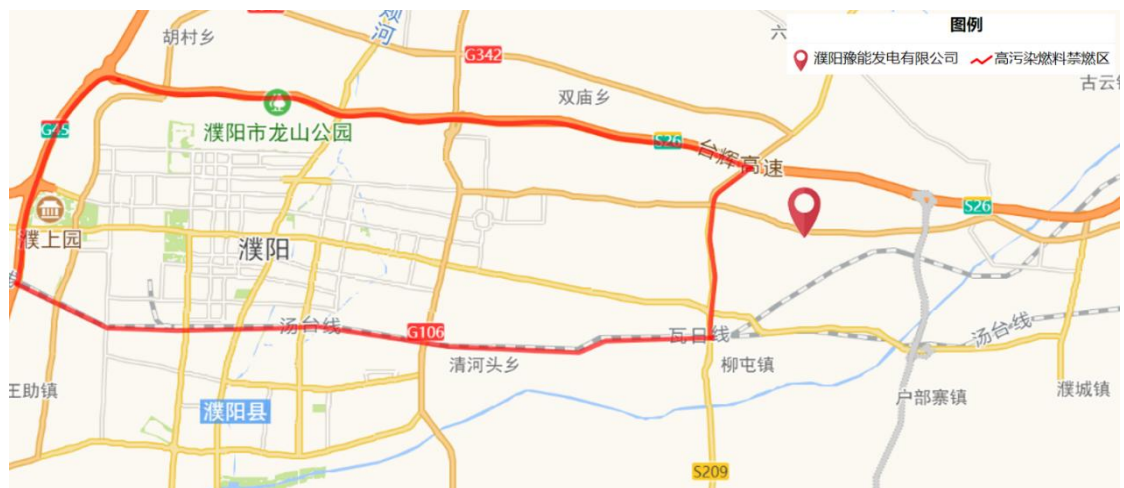 图例
濮阳豫能发电有限公司
高污染燃料禁燃区
胡村乡
G342
双庙乡
G45
濮阳市龙山公园
S26
台辉高速
S26
濮上园
濮阳
汤台线
G106
瓦日线
汤台线
清河头乡
柳屯镇
王助镇
户部寨镇
濮城镇
濮阳县
S209